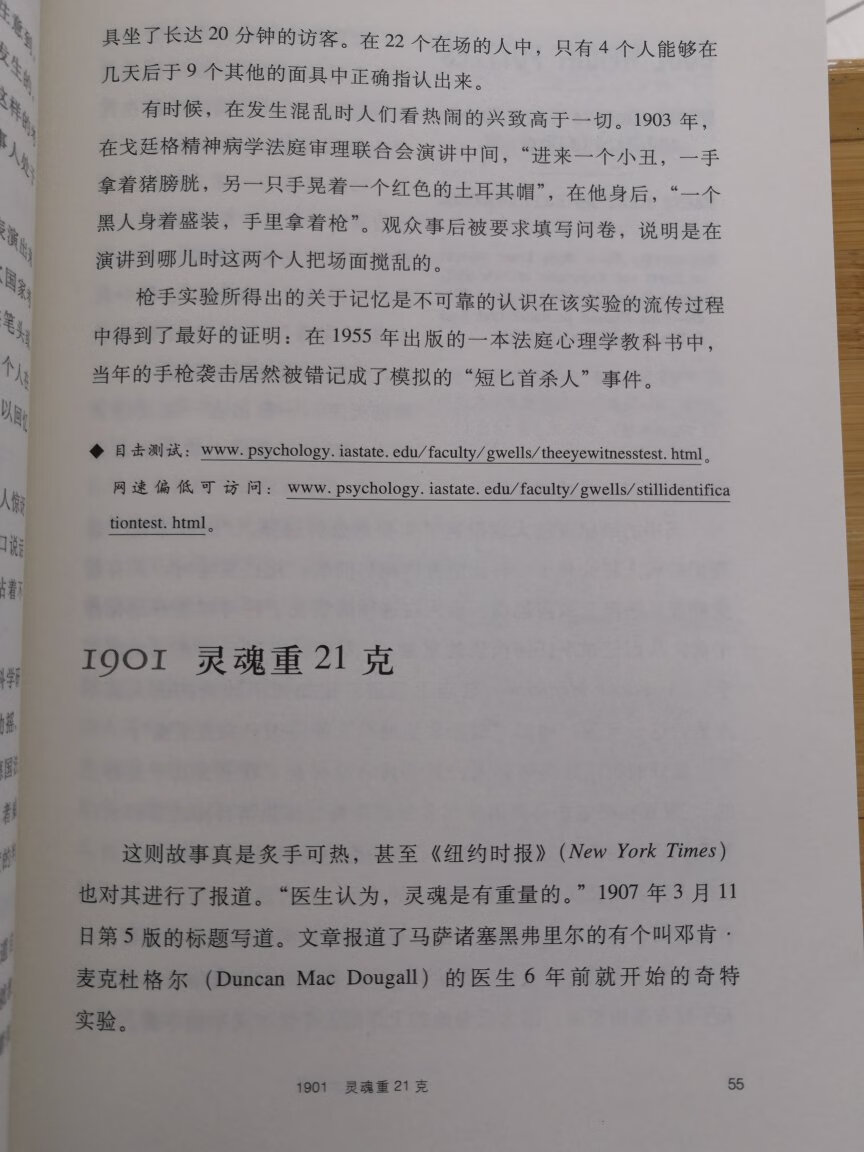 具坐了长达 20 分钟的访客。在 22 个在场的人中，只有 4 个人能够在
几天后于 9 个其他的面具中正确指认出来。
有时候，在发生混乱时人们看热闹的兴致高于一切。1903 年，
在戈廷格精神病学法庭审理联合会演讲中间，“进来一个小丑，一手
拿着猪膀胱，另一只手晃着一个红色的土耳其帽”，在他身后，“一个
黑人身着盛装，手里拿着枪”。观众事后被要求填写问卷，说明是在
演讲到哪儿时这两个人把场面搅乱的。
枪手实验所得出的关于记忆是不可靠的认识在该实验的流传过程
中得到了最好的证明：在 1955 年出版的一本法庭心理学教科书中，
当年的手枪袭击居然被错记成了模拟的“短匕首杀人”事件。
◆ 目击测试：www. psychology. iastate. edu/faculty/gwells/theeyewitnesstest. html。
网速偏低可访问：www. psychology. iastate. edu/faculty/gwells/stillidentifica
tiontest. html。
1901 灵魂重 21 克
这则故事真是炙手可热，甚至《纽约时报》（New York Times）
也对其进行了报道。“医生认为，灵魂是有重量的。”1907 年 3 月 11
日第 5 版的标题写道。文章报道了马萨诸塞黑弗里尔的有个叫邓肯·
麦克杜格尔（Duncan Mac Dougall）的医生 6 年前就开始的奇特
实验。
1901 灵魂重 21 克 55